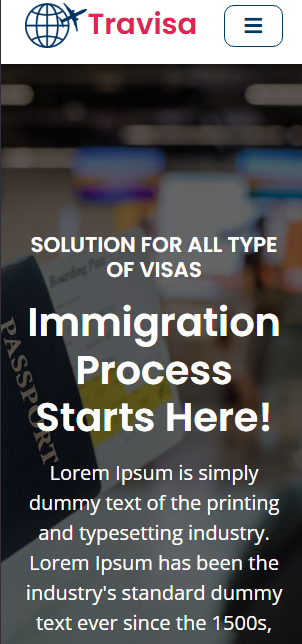 Travisa
SOLUTION FOR ALL TYPE
OF VISAS
Boarding Pass
Immigration
Process
Starts Here!
PASSPORT
Lorem Ipsum is simply
dummy text of the printing
and typesetting industry.
Lorem Ipsum has been the
industry's standard dummy
text ever since the 1500s,